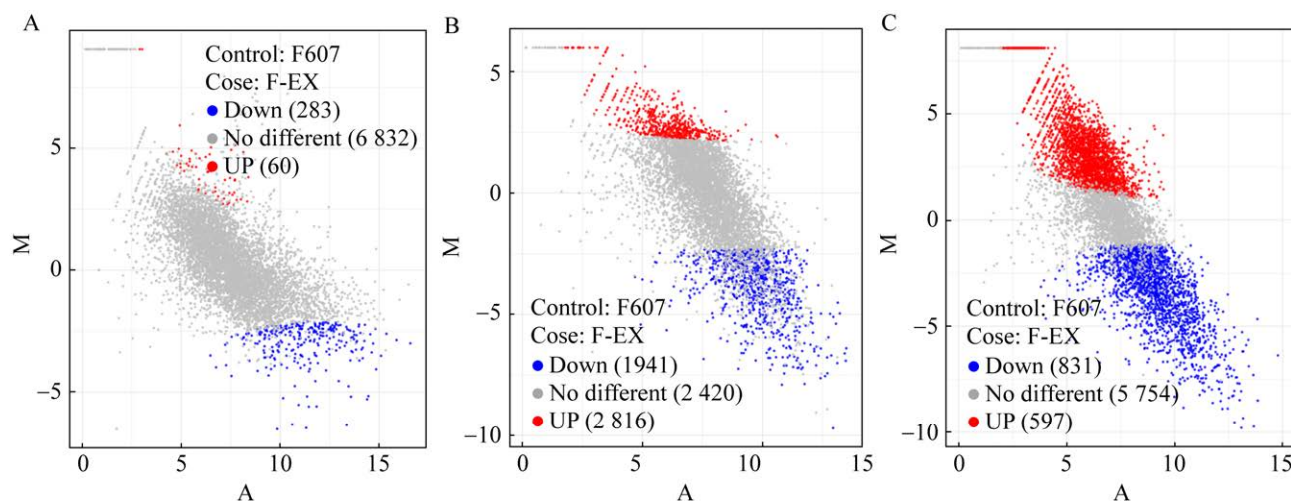 A
Control: F607
Cose: F-EX
Down (283)
No different (6 832)
UP (60)
5
0
−5
M
0
5
10
15
A
B
5
0
−5
−10
M
Control: F607
Cose: F-EX
Down (1941)
No different (2 420)
UP (2 816)
0
5
10
15
A
C
5
0
−5
−10
M
Control: F607
Cose: F-EX
Down (831)
No different (5 754)
UP (597)
0
5
10
15
A